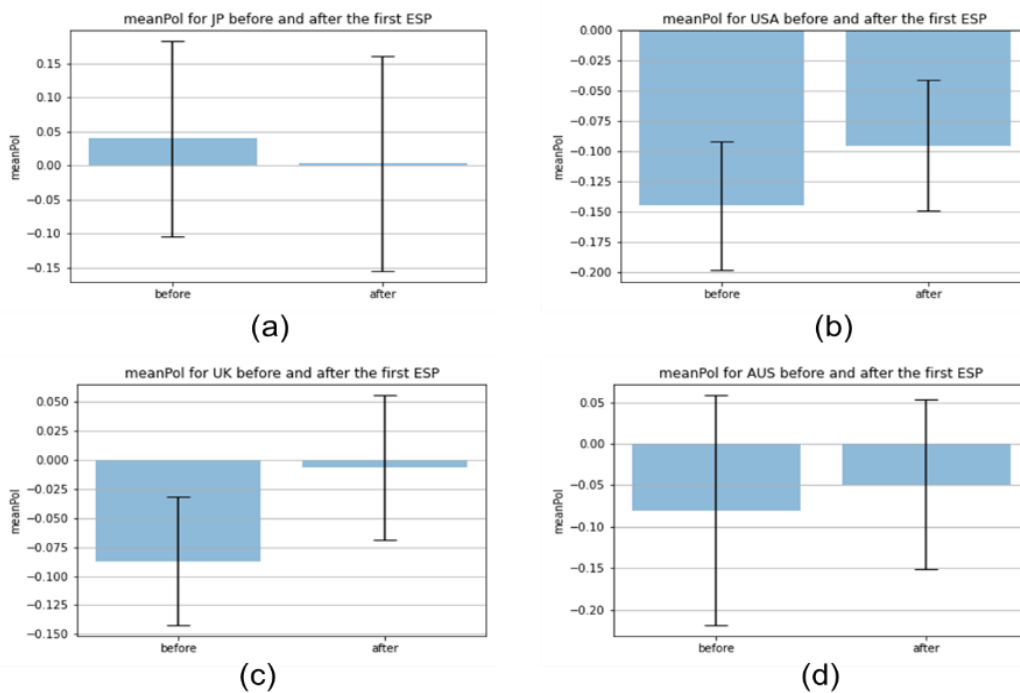 meanPol for JP before and after the first ESP
meanPol
0.15
0.10
0.05
0.00
−0.05
−0.10
−0.15
before after
(a)
meanPol for USA before and after the first ESP
meanPol
0.000
−0.025
−0.050
−0.075
−0.100
−0.125
−0.150
−0.175
−0.200
before after
(b)
meanPol for UK before and after the first ESP
meanPol
0.050
0.025
0.000
−0.025
−0.050
−0.075
−0.100
−0.125
−0.150
before after
(c)
meanPol for AUS before and after the first ESP
meanPol
0.05
0.00
−0.05
−0.10
−0.15
−0.20
before after
(d)